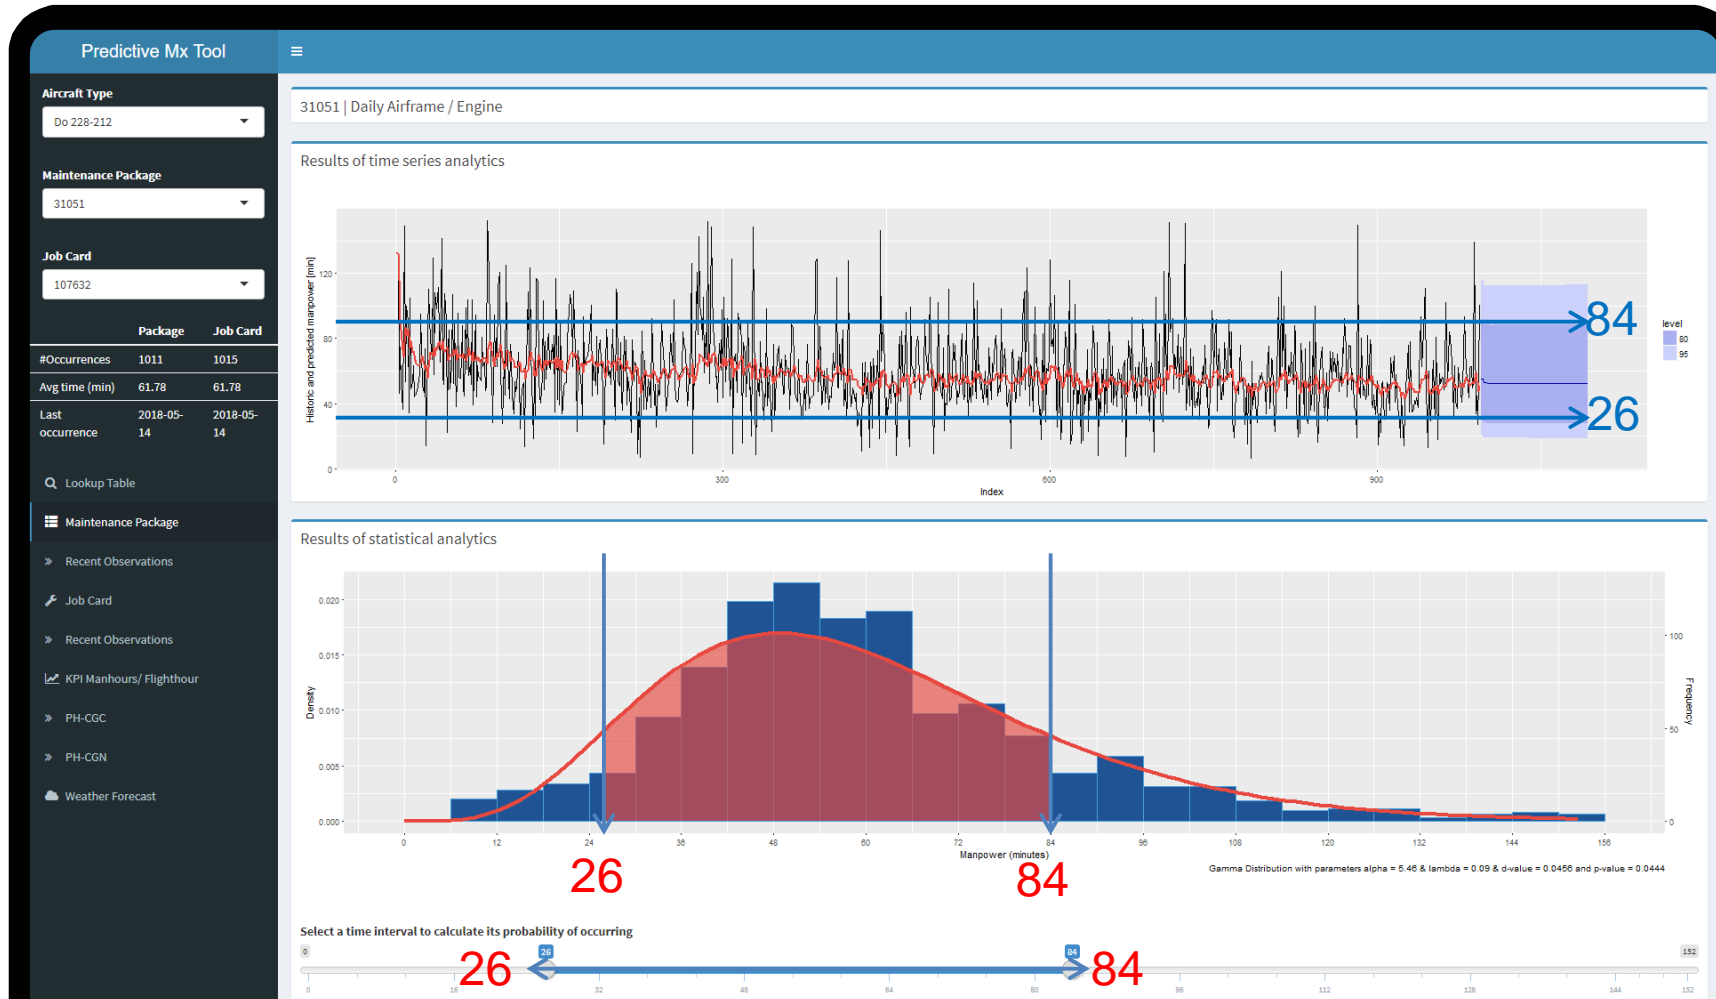 Predictive Mx Tool
Aircraft Type
Do 228-212
Maintenance Package
31051
Job Card
107632
Package Job Card
#Occurrences 1011 1015
Avg time (min) 61.78 61.78
Last occurrence 2018-05-14 2018-05-14
Lookup Table
Maintenance Package
Recent Observations
Job Card
Recent Observations
KPI Manhours/ Flighthour
PH-CGC
PH-CGN
Weather Forecast
31051 | Daily Airframe / Engine
Results of time series analytics
Historic and predicted manpower [min]
120
80
40
0
0 300 600 900
Index
84
26
level
80
95
Results of statistical analytics
Density
0.020
0.015
0.010
0.005
0.000
100
50
0
Frequency
0 12 24 36 48 60 72 84 96 108 120 132 144 156
Manpower (minutes)
26 84
Gamma Distribution with parameters alpha = 5.46 & lambda = 0.09 & d-value = 0.0456 and p-value = 0.0444
Select a time interval to calculate its probability of occurring
0 26 84 152
26 84
0 16 32 48 64 80 96 112 128 144 152